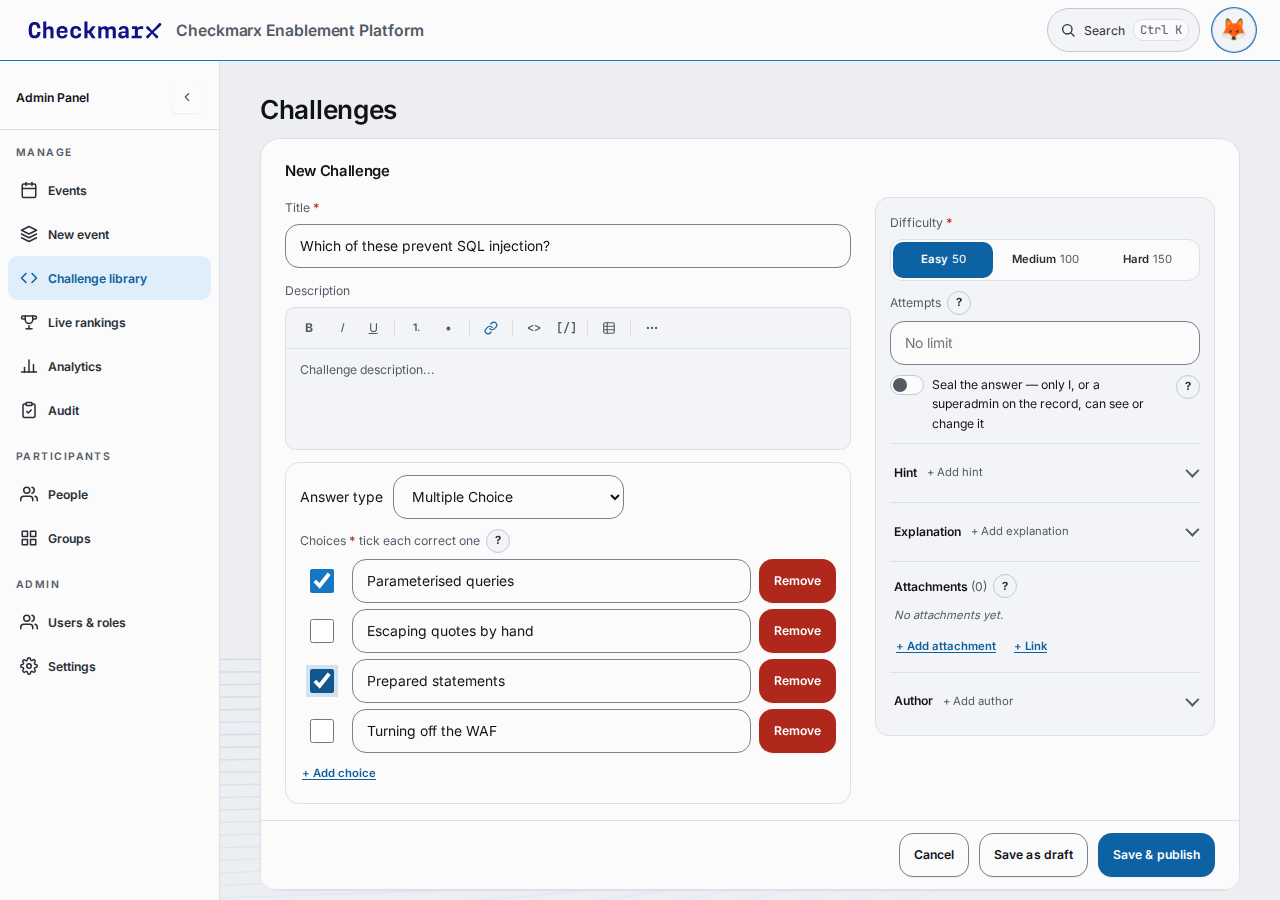 Checkmarx
Checkmarx Enablement Platform
Search
Ctrl K
Admin Panel
MANAGE
Events
New event
Challenge library
Live rankings
Analytics
Audit
PARTICIPANTS
People
Groups
ADMIN
Users & roles
Settings
Challenges
New Challenge
Title *
Which of these prevent SQL injection?
Description
B I U 1. • <> [/] ···
Challenge description...
Answer type
Multiple Choice
Choices * tick each correct one ?
Parameterised queries
Remove
Escaping quotes by hand
Remove
Prepared statements
Remove
Turning off the WAF
Remove
+ Add choice
Difficulty *
Easy 50
Medium 100
Hard 150
Attempts ?
No limit
Seal the answer — only I, or a
superadmin on the record, can see or
change it
?
Hint + Add hint
Explanation + Add explanation
Attachments (0) ?
No attachments yet.
+ Add attachment
+ Link
Author + Add author
Cancel
Save as draft
Save & publish